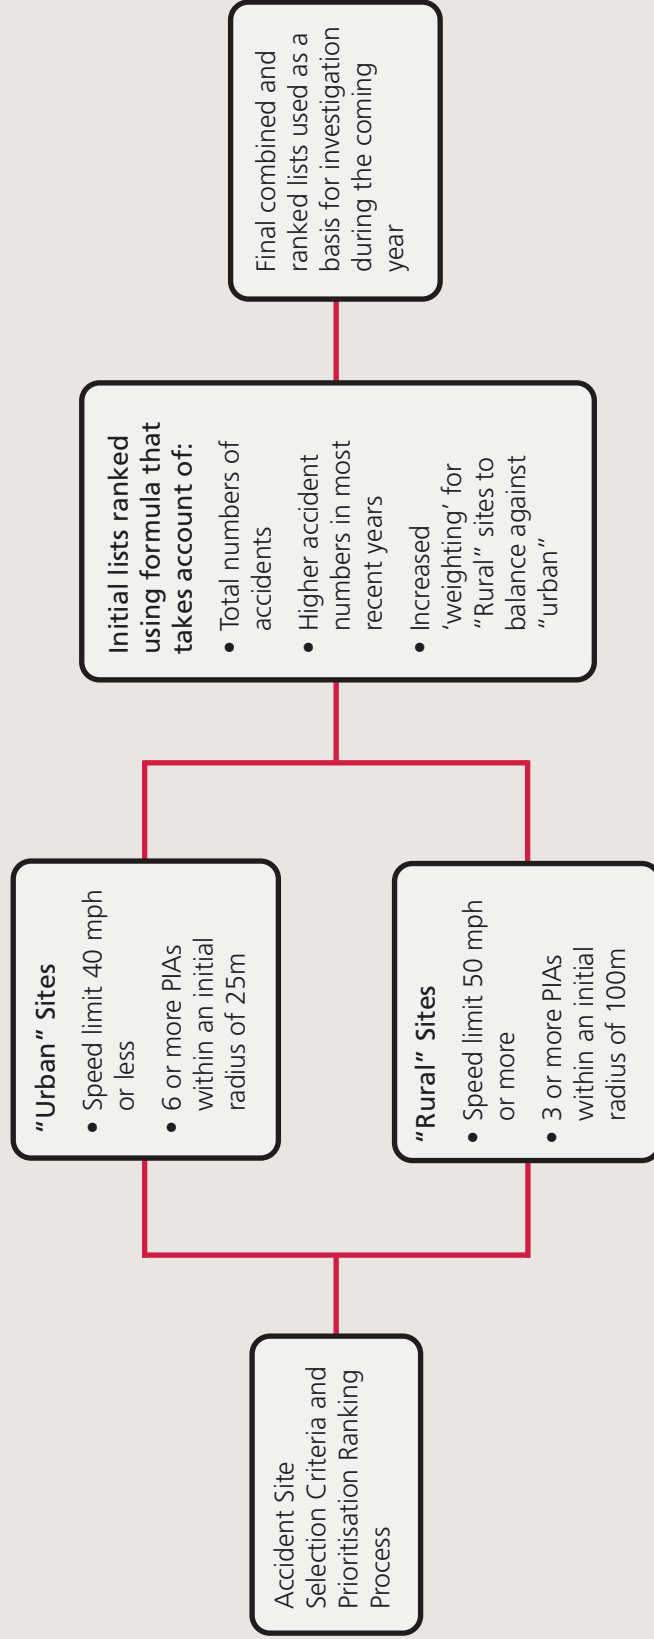 Accident Site
Selection Criteria and
Prioritisation Ranking
Process
"Urban" Sites
• Speed limit 40 mph
or less
• 6 or more PIAs
within an initial
radius of 25m
"Rural" Sites
• Speed limit 50 mph
or more
• 3 or more PIAs
within an initial
radius of 100m
Initial lists ranked
using formula that
takes account of:
• Total numbers of
accidents
• Higher accident
numbers in most
recent years
• Increased
‘weighting’ for
"Rural" sites to
balance against
"urban"
Final combined and
ranked lists used as a
basis for investigation
during the coming
year